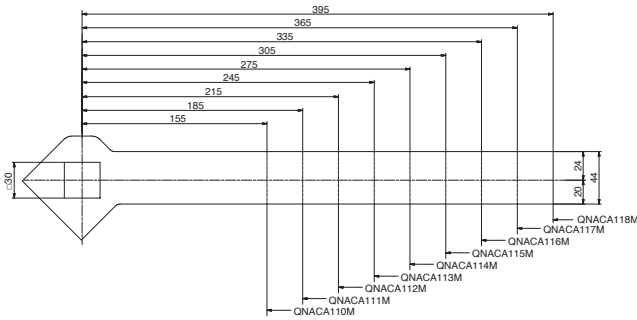 395
365
335
305
275
245
215
185
155
□30
24
44
20
QNACA118M
QNACA117M
QNACA116M
QNACA115M
QNACA114M
QNACA113M
QNACA112M
QNACA111M
QNACA110M